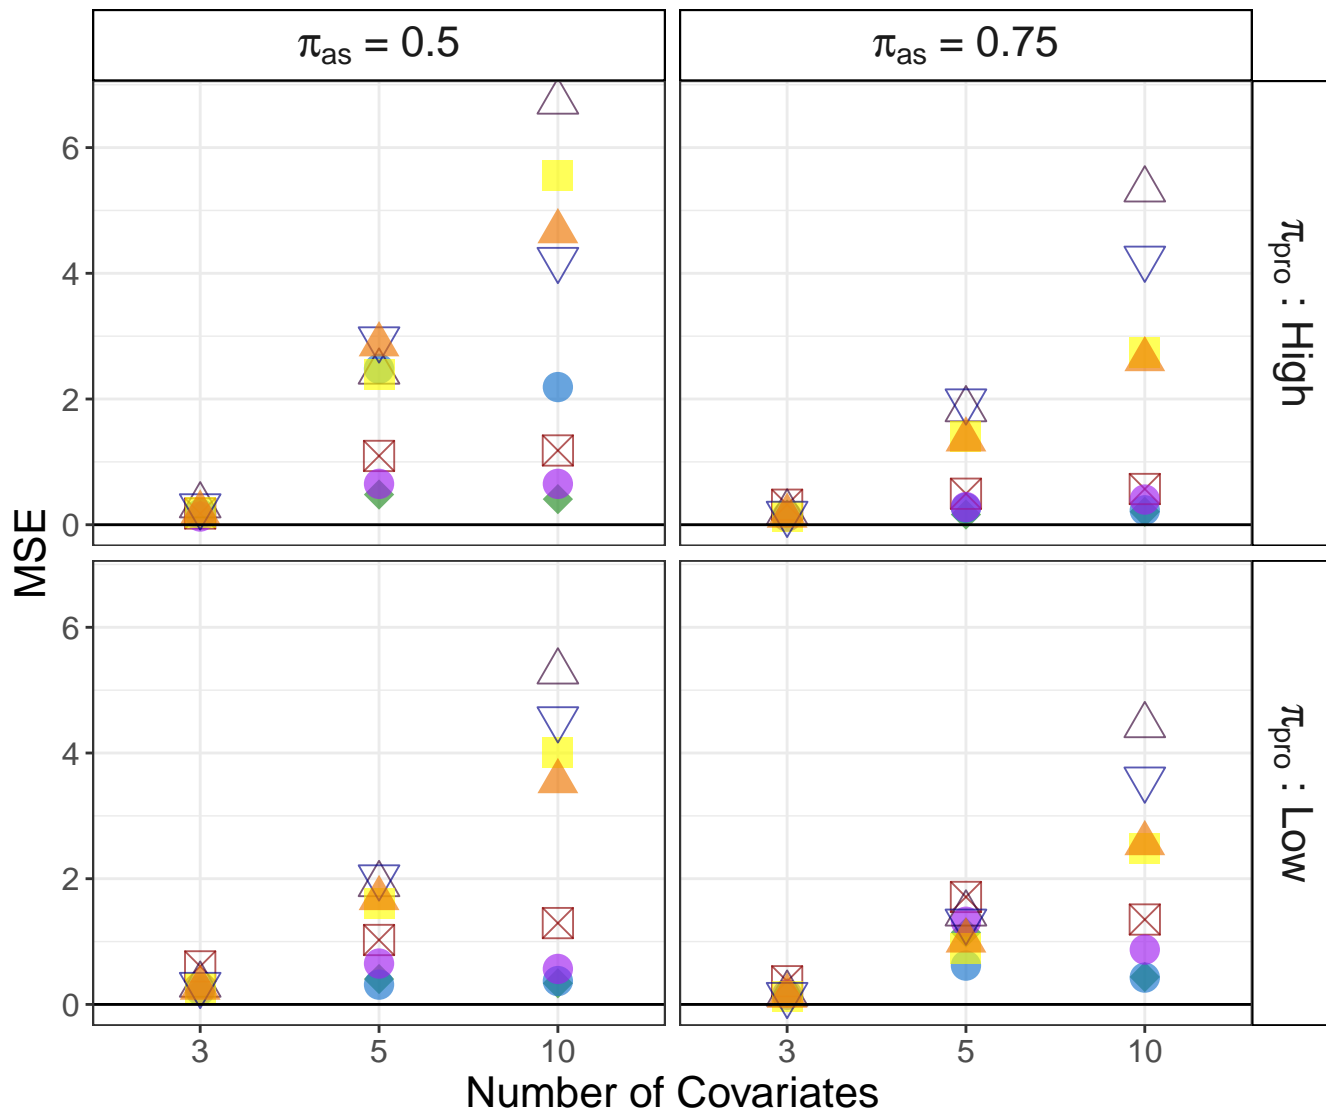 π_as = 0.5
π_as = 0.75
6
4
2
0
π_pro : High
MSE
6
4
2
0
π_pro : Low
3
5
10
3
5
10
Number of Covariates